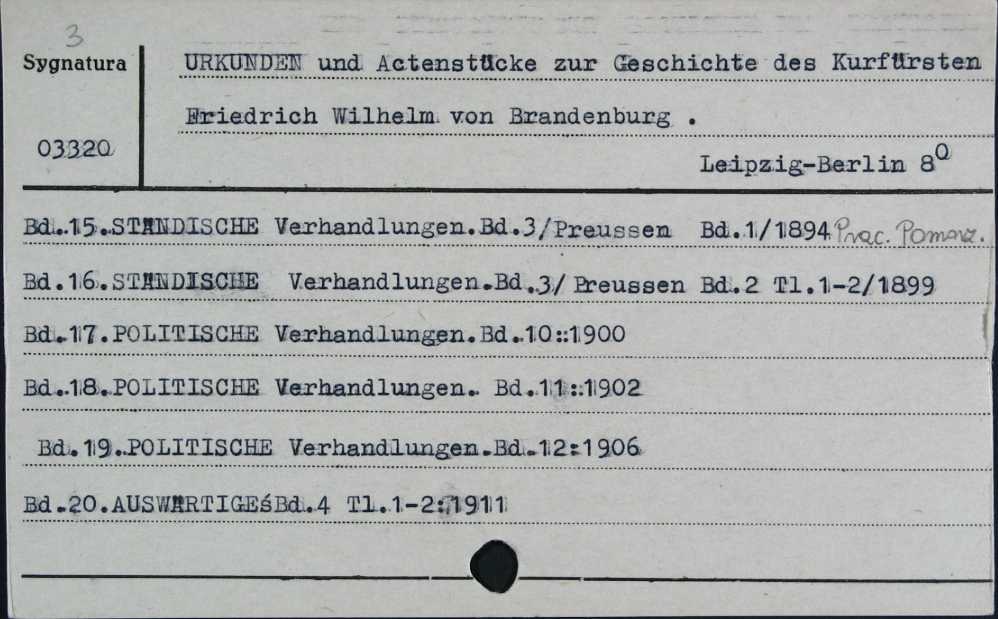 3
Sygnatura
URKUNDEN und Actenstücke zur Geschichte des Kurfürsten
Friedrich Wilhelm von Brandenburg .
03320
Leipzig-Berlin 8º
Bd.15.STÄNDISCHE Verhandlungen.Bd.3/Preussen Bd.1/1894 Prac. Pomorz.
Bd.16.STÄNDISCHE Verhandlungen.Bd.3/ Preussen Bd.2 Tl.1-2/1899
Bd.17.POLITISCHE Verhandlungen.Bd.10:1900
Bd.18.POLITISCHE Verhandlungen. Bd.11:1902
Bd.19.POLITISCHE Verhandlungen.Bd.12:1906
Bd.20.AUSWÄRTIGEśBd.4 Tl.1-2:1911